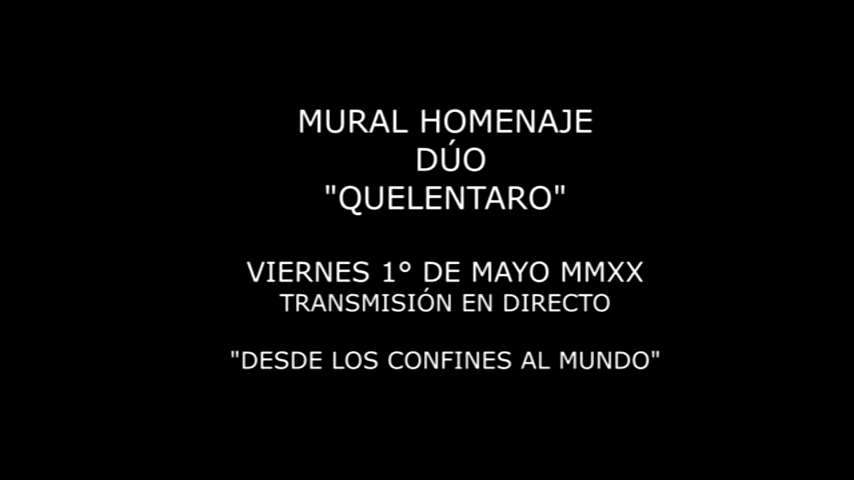 MURAL HOMENAJE
DÚO
"QUELENTARO"
VIERNES 1° DE MAYO MMXX
TRANSMISIÓN EN DIRECTO
"DESDE LOS CONFINES AL MUNDO"